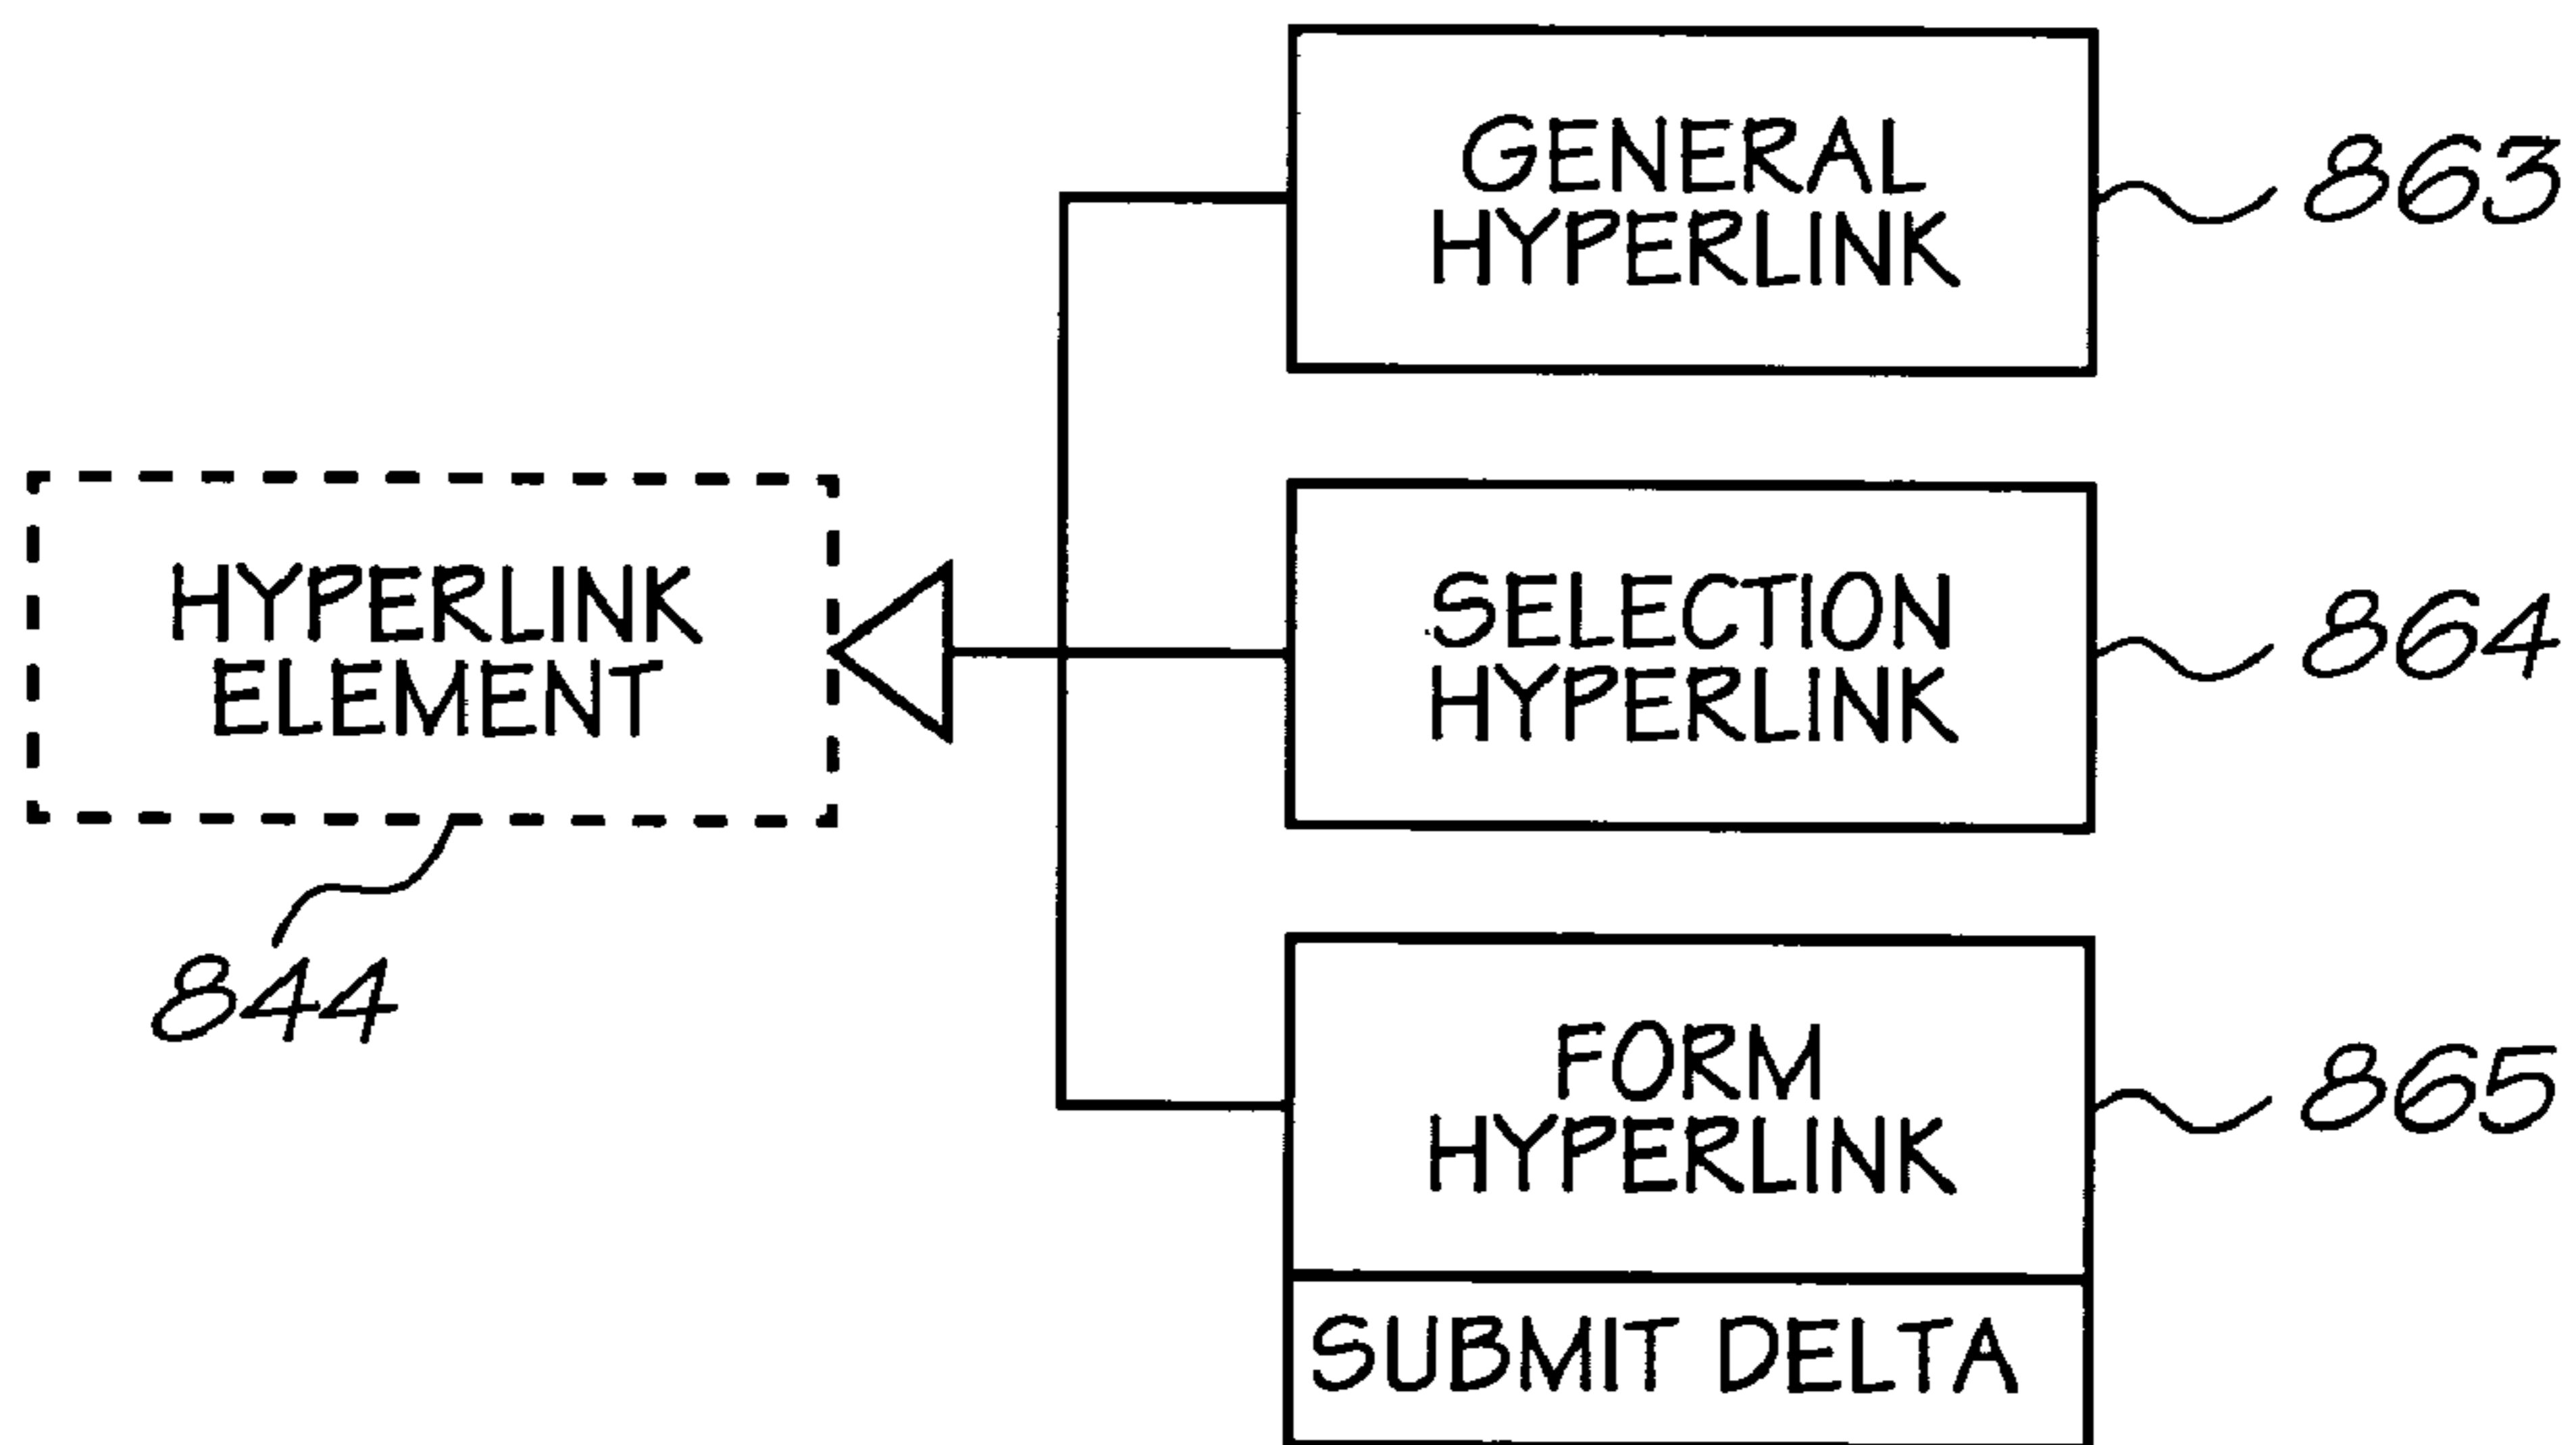 GENERAL
HYPERLINK
863
HYPERLINK
ELEMENT
844
SELECTION
HYPERLINK
864
FORM
HYPERLINK
865
SUBMIT DELTA